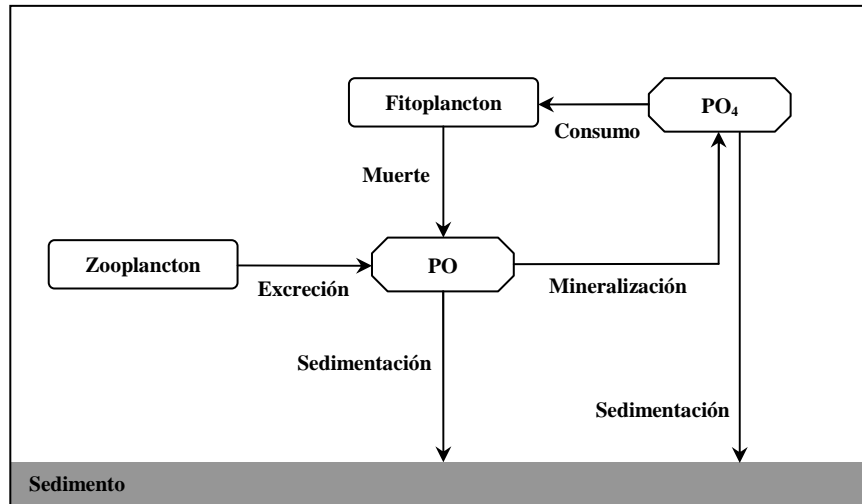 Fitoplancton
PO₄
Consumo
Muerte
Zooplancton
PO
Excreción
Mineralización
Sedimentación
Sedimentación
Sedimento